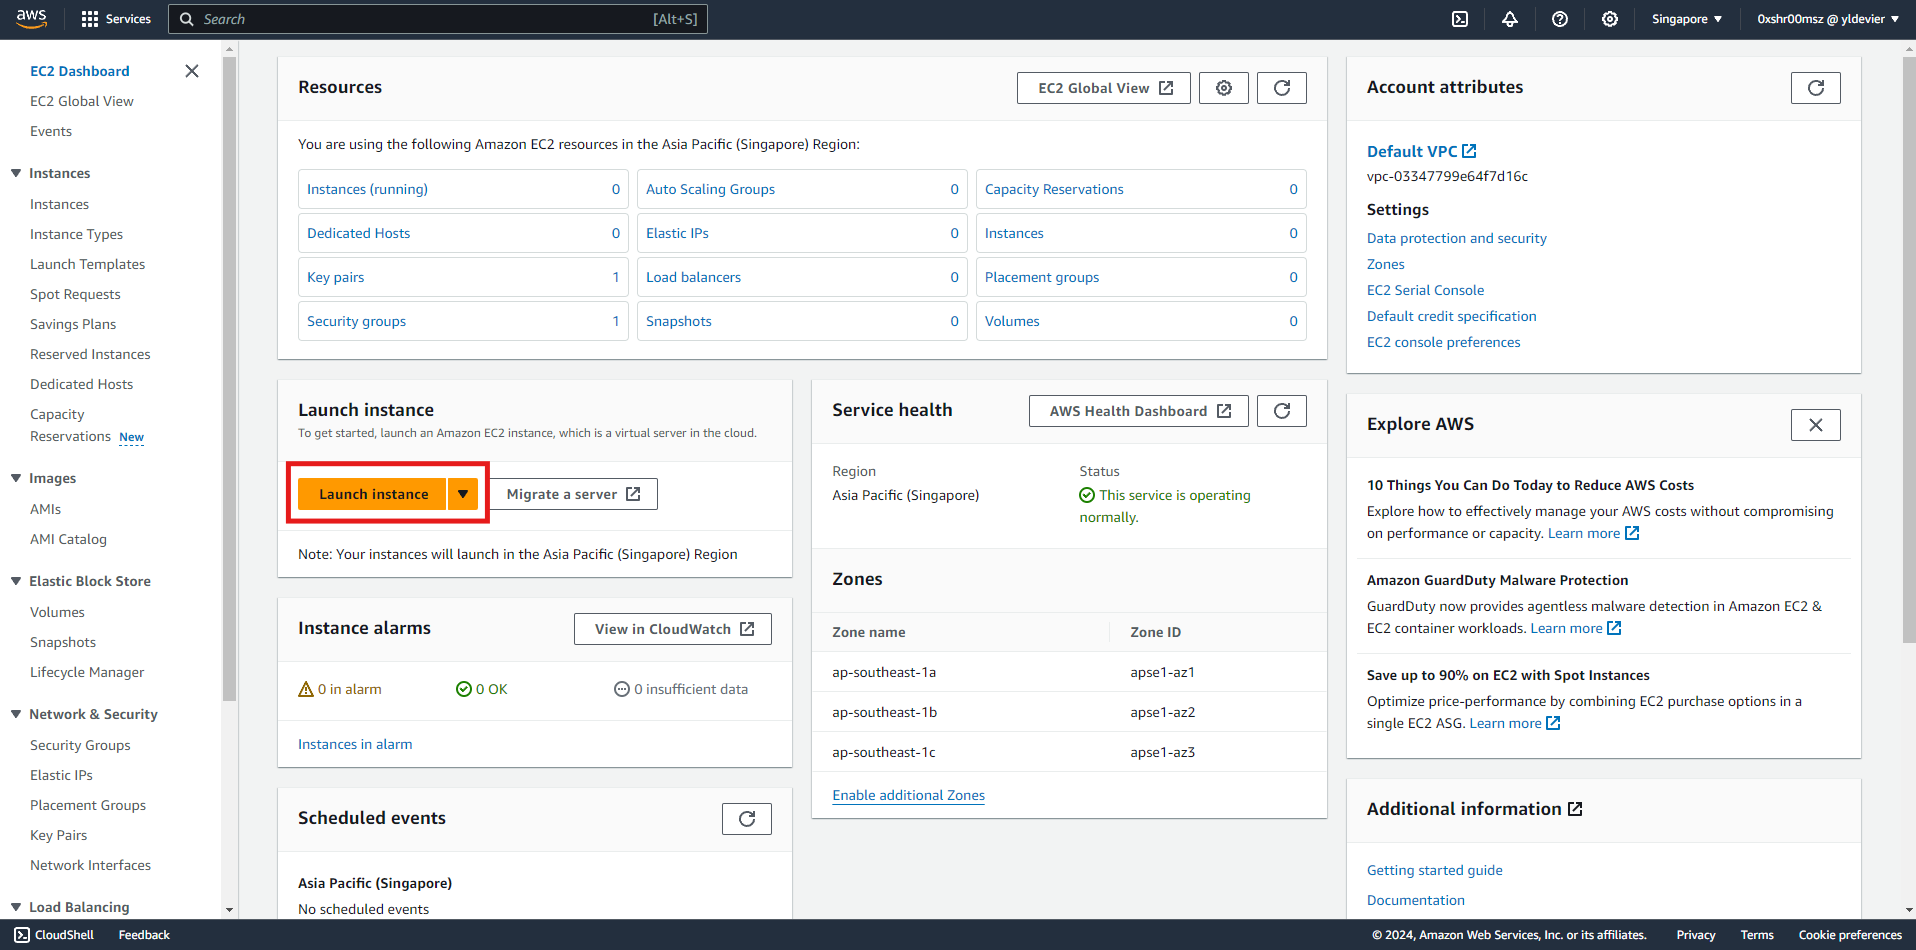 aws
Services
Search
[Alt+S]
Singapore
0xshr00msz @ yldevier
EC2 Dashboard
EC2 Global View
Events
Instances
Instances
Instance Types
Launch Templates
Spot Requests
Savings Plans
Reserved Instances
Dedicated Hosts
Capacity
Reservations New
Images
AMIs
AMI Catalog
Elastic Block Store
Volumes
Snapshots
Lifecycle Manager
Network & Security
Security Groups
Elastic IPs
Placement Groups
Key Pairs
Network Interfaces
Load Balancing
Resources
EC2 Global View
You are using the following Amazon EC2 resources in the Asia Pacific (Singapore) Region:
Instances (running) 0
Auto Scaling Groups 0
Capacity Reservations 0
Dedicated Hosts 0
Elastic IPs 0
Instances 0
Key pairs 1
Load balancers 0
Placement groups 0
Security groups 1
Snapshots 0
Volumes 0
Launch instance
To get started, launch an Amazon EC2 instance, which is a virtual server in the cloud.
Launch instance
Migrate a server
Note: Your instances will launch in the Asia Pacific (Singapore) Region
Instance alarms
View in CloudWatch
0 in alarm
0 OK
0 insufficient data
Instances in alarm
Scheduled events
Asia Pacific (Singapore)
No scheduled events
Service health
AWS Health Dashboard
Region
Asia Pacific (Singapore)
Status
This service is operating
normally.
Zones
Zone name
Zone ID
ap-southeast-1a
apse1-az1
ap-southeast-1b
apse1-az2
ap-southeast-1c
apse1-az3
Enable additional Zones
Account attributes
Default VPC
vpc-03347799e64f7d16c
Settings
Data protection and security
Zones
EC2 Serial Console
Default credit specification
EC2 console preferences
Explore AWS
10 Things You Can Do Today to Reduce AWS Costs
Explore how to effectively manage your AWS costs without compromising
on performance or capacity. Learn more
Amazon GuardDuty Malware Protection
GuardDuty now provides agentless malware detection in Amazon EC2 &
EC2 container workloads. Learn more
Save up to 90% on EC2 with Spot Instances
Optimize price-performance by combining EC2 purchase options in a
single EC2 ASG. Learn more
Additional information
Getting started guide
Documentation
CloudShell
Feedback
© 2024, Amazon Web Services, Inc. or its affiliates.
Privacy
Terms
Cookie preferences